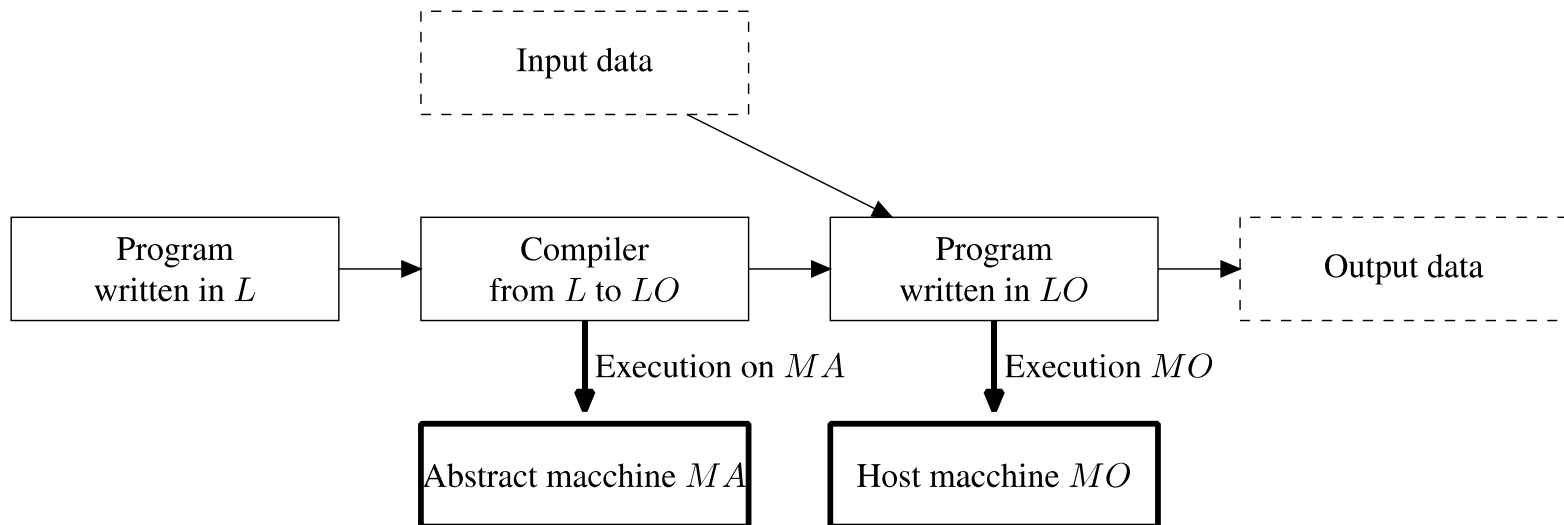 Input data
Program
written in L
Compiler
from L to LO
Program
written in LO
Output data
Execution on MA
Execution MO
Abstract macchine MA
Host macchine MO